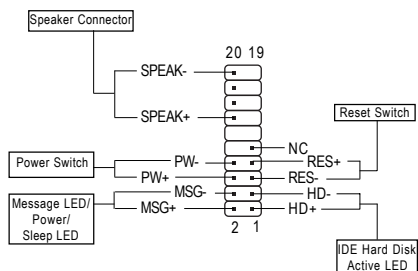 Speaker Connector
20 19
SPEAK-
SPEAK+
Reset Switch
NC
Power Switch
PW-
RES+
PW+
RES-
Message LED/
Power/
Sleep LED
MSG-
HD-
MSG+
HD+
2 1
IDE Hard Disk
Active LED